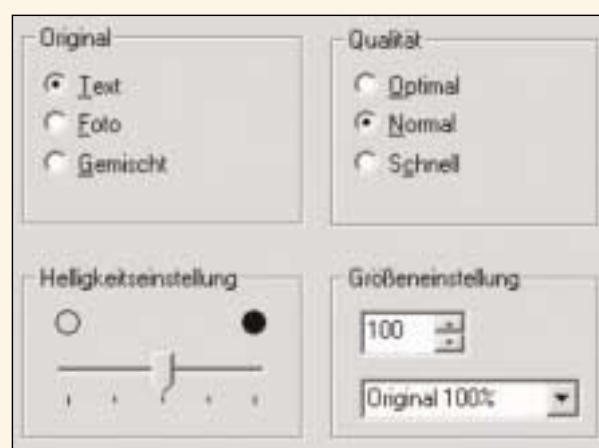 Original
Text
Foto
Gemischt
Qualität
Optimal
Normal
Schnell
Helligkeitseinstellung
Größeneinstellung
100
Original 100%